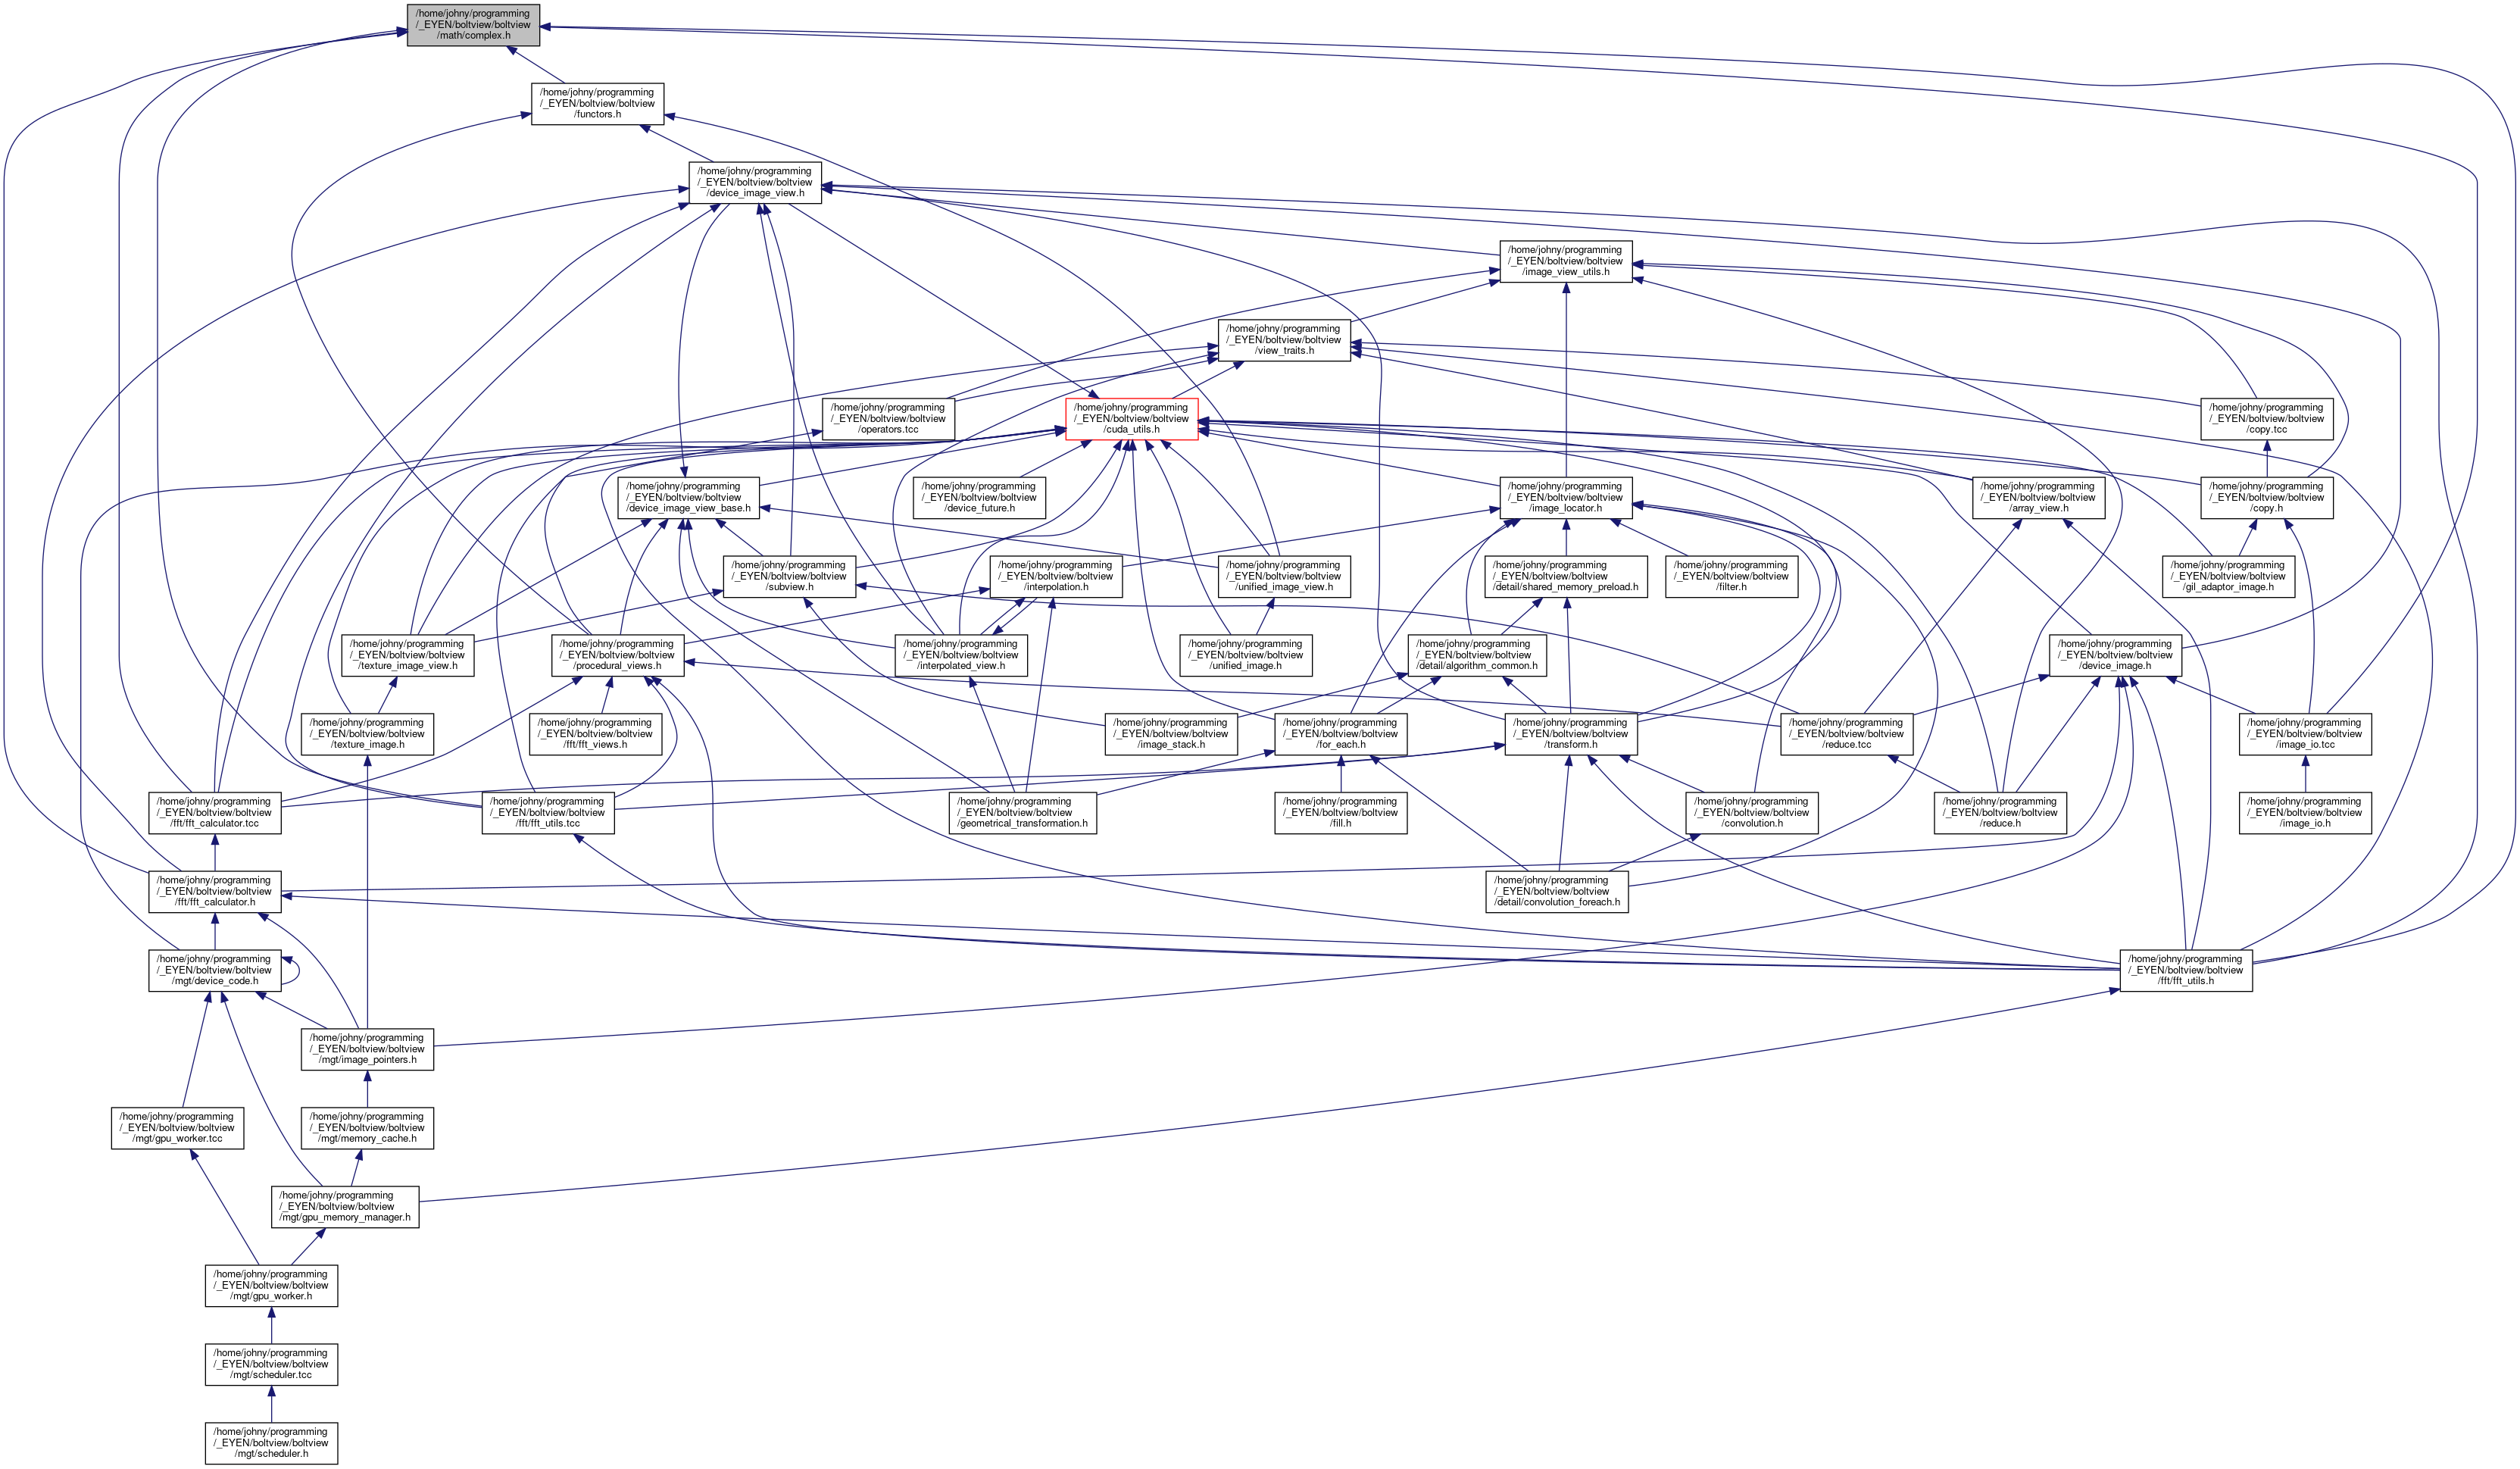 /home/johny/programming
/_EYEN/boltview/boltview
/math/complex.h
/home/johny/programming
/_EYEN/boltview/boltview
/functors.h
/home/johny/programming
/_EYEN/boltview/boltview
/device_image_view.h
/home/johny/programming
/_EYEN/boltview/boltview
/image_view_utils.h
/home/johny/programming
/_EYEN/boltview/boltview
/view_traits.h
/home/johny/programming
/_EYEN/boltview/boltview
/operators.tcc
/home/johny/programming
/_EYEN/boltview/boltview
/cuda_utils.h
/home/johny/programming
/_EYEN/boltview/boltview
/copy.tcc
/home/johny/programming
/_EYEN/boltview/boltview
/device_image_view_base.h
/home/johny/programming
/_EYEN/boltview/boltview
/device_future.h
/home/johny/programming
/_EYEN/boltview/boltview
/image_locator.h
/home/johny/programming
/_EYEN/boltview/boltview
/array_view.h
/home/johny/programming
/_EYEN/boltview/boltview
/copy.h
/home/johny/programming
/_EYEN/boltview/boltview
/subview.h
/home/johny/programming
/_EYEN/boltview/boltview
/interpolation.h
/home/johny/programming
/_EYEN/boltview/boltview
/unified_image_view.h
/home/johny/programming
/_EYEN/boltview/boltview
/detail/shared_memory_preload.h
/home/johny/programming
/_EYEN/boltview/boltview
/filter.h
/home/johny/programming
/_EYEN/boltview/boltview
/gil_adaptor_image.h
/home/johny/programming
/_EYEN/boltview/boltview
/texture_image_view.h
/home/johny/programming
/_EYEN/boltview/boltview
/procedural_views.h
/home/johny/programming
/_EYEN/boltview/boltview
/interpolated_view.h
/home/johny/programming
/_EYEN/boltview/boltview
/unified_image.h
/home/johny/programming
/_EYEN/boltview/boltview
/detail/algorithm_common.h
/home/johny/programming
/_EYEN/boltview/boltview
/device_image.h
/home/johny/programming
/_EYEN/boltview/boltview
/texture_image.h
/home/johny/programming
/_EYEN/boltview/boltview
/fft/fft_views.h
/home/johny/programming
/_EYEN/boltview/boltview
/image_stack.h
/home/johny/programming
/_EYEN/boltview/boltview
/for_each.h
/home/johny/programming
/_EYEN/boltview/boltview
/transform.h
/home/johny/programming
/_EYEN/boltview/boltview
/reduce.tcc
/home/johny/programming
/_EYEN/boltview/boltview
/image_io.tcc
/home/johny/programming
/_EYEN/boltview/boltview
/fft/fft_calculator.tcc
/home/johny/programming
/_EYEN/boltview/boltview
/fft/fft_utils.tcc
/home/johny/programming
/_EYEN/boltview/boltview
/geometrical_transformation.h
/home/johny/programming
/_EYEN/boltview/boltview
/fill.h
/home/johny/programming
/_EYEN/boltview/boltview
/convolution.h
/home/johny/programming
/_EYEN/boltview/boltview
/reduce.h
/home/johny/programming
/_EYEN/boltview/boltview
/image_io.h
/home/johny/programming
/_EYEN/boltview/boltview
/fft/fft_calculator.h
/home/johny/programming
/_EYEN/boltview/boltview
/detail/convolution_foreach.h
/home/johny/programming
/_EYEN/boltview/boltview
/mgt/device_code.h
/home/johny/programming
/_EYEN/boltview/boltview
/fft/fft_utils.h
/home/johny/programming
/_EYEN/boltview/boltview
/mgt/image_pointers.h
/home/johny/programming
/_EYEN/boltview/boltview
/mgt/gpu_worker.tcc
/home/johny/programming
/_EYEN/boltview/boltview
/mgt/memory_cache.h
/home/johny/programming
/_EYEN/boltview/boltview
/mgt/gpu_memory_manager.h
/home/johny/programming
/_EYEN/boltview/boltview
/mgt/gpu_worker.h
/home/johny/programming
/_EYEN/boltview/boltview
/mgt/scheduler.tcc
/home/johny/programming
/_EYEN/boltview/boltview
/mgt/scheduler.h